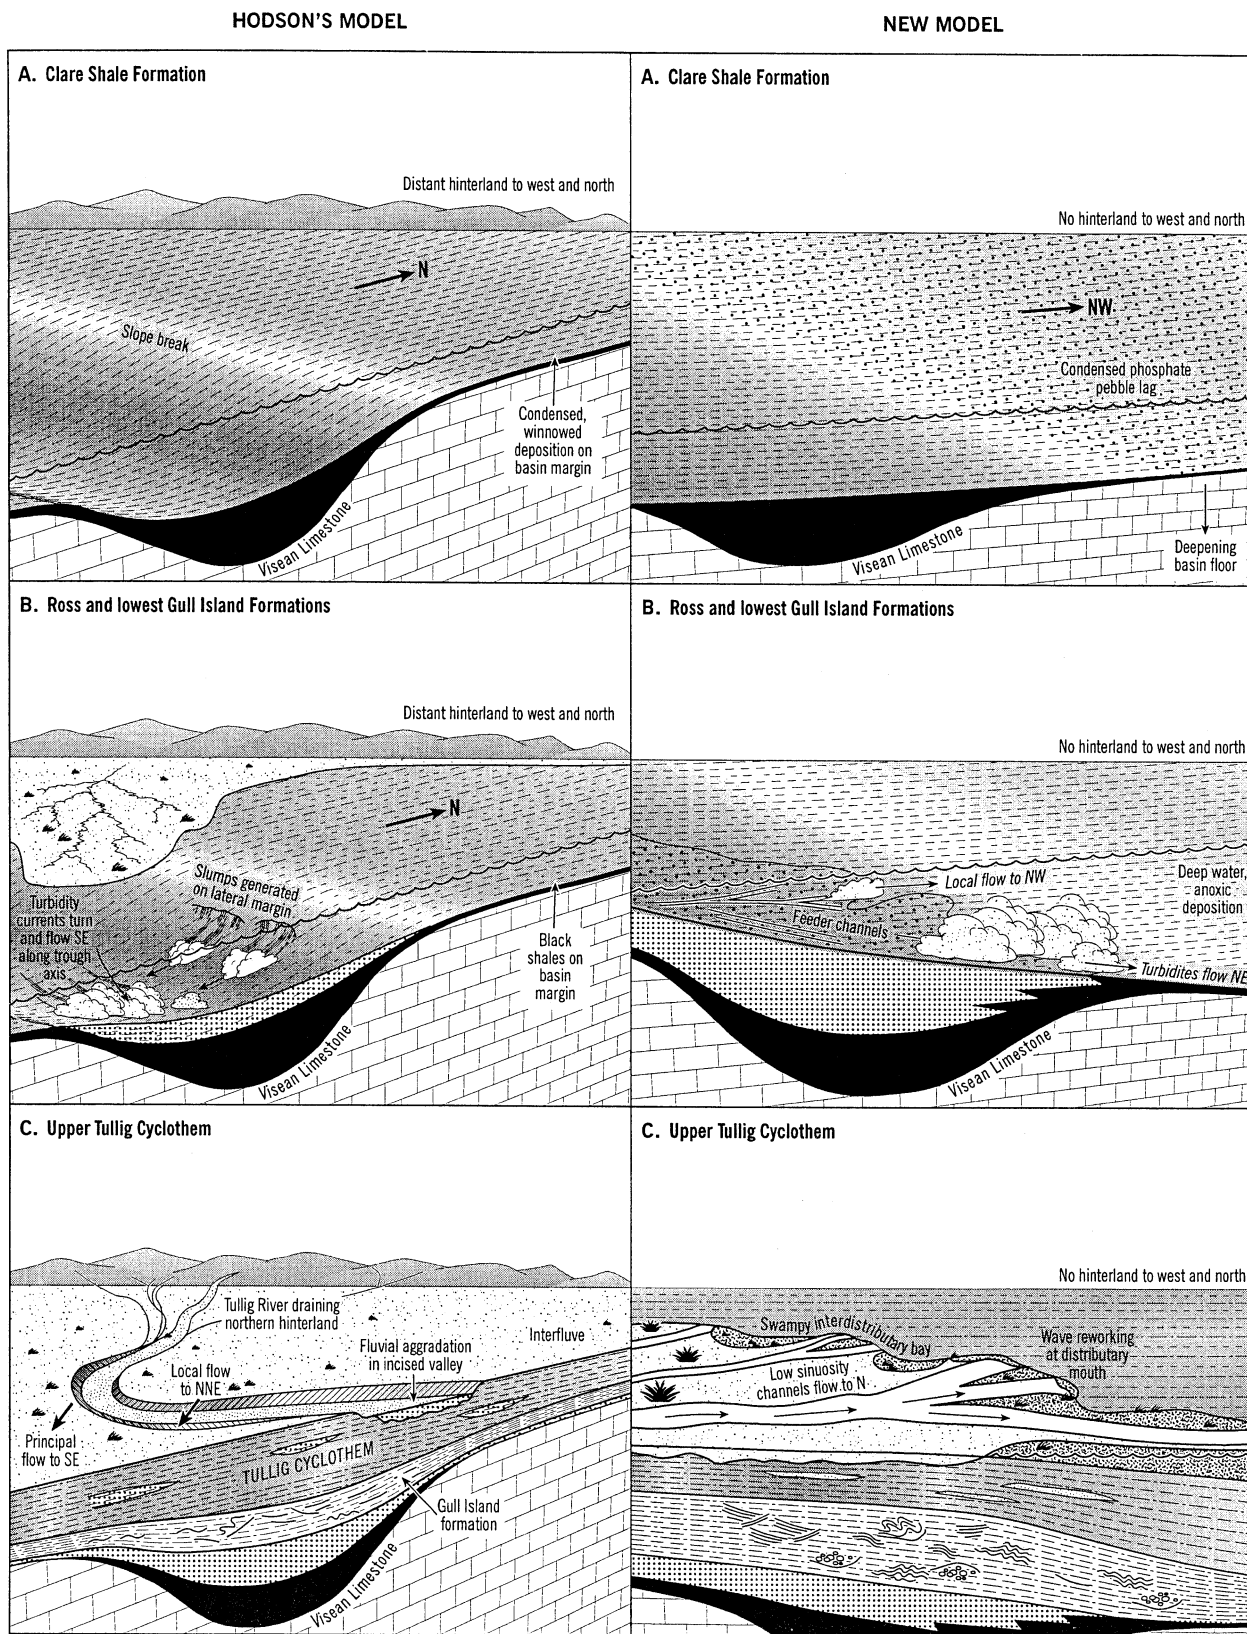 HODSON'S MODEL
A. Clare Shale Formation
Distant hinterland to west and north
N
Slope break
Condensed,
winnowed
deposition on
basin margin
Visean Limestone
B. Ross and lowest Gull Island Formations
Distant hinterland to west and north
N
Slumps generated
on lateral margin
Turbidity
currents turn
and flow SE
along trough
axis
Black
shales on
basin
margin
Visean Limestone
C. Upper Tullig Cyclothem
Tullig River draining
northern hinterland
Fluvial aggradation
in incised valley
Interfluve
Local flow
to NNE
Principal
flow to SE
TULLIG CYCLOTHEM
Gull Island
formation
Visean Limestone
NEW MODEL
A. Clare Shale Formation
No hinterland to west and north
NW
Condensed phosphate
pebble lag
Visean Limestone
Deepening
basin floor
B. Ross and lowest Gull Island Formations
No hinterland to west and north
Local flow to NW
Deep water,
anoxic
deposition
Feeder channels
Turbidites flow NE
Visean Limestone
C. Upper Tullig Cyclothem
No hinterland to west and north
Swampy interdistributary bay
Wave reworking
at distributary
mouth
Low sinuosity
channels flow to N